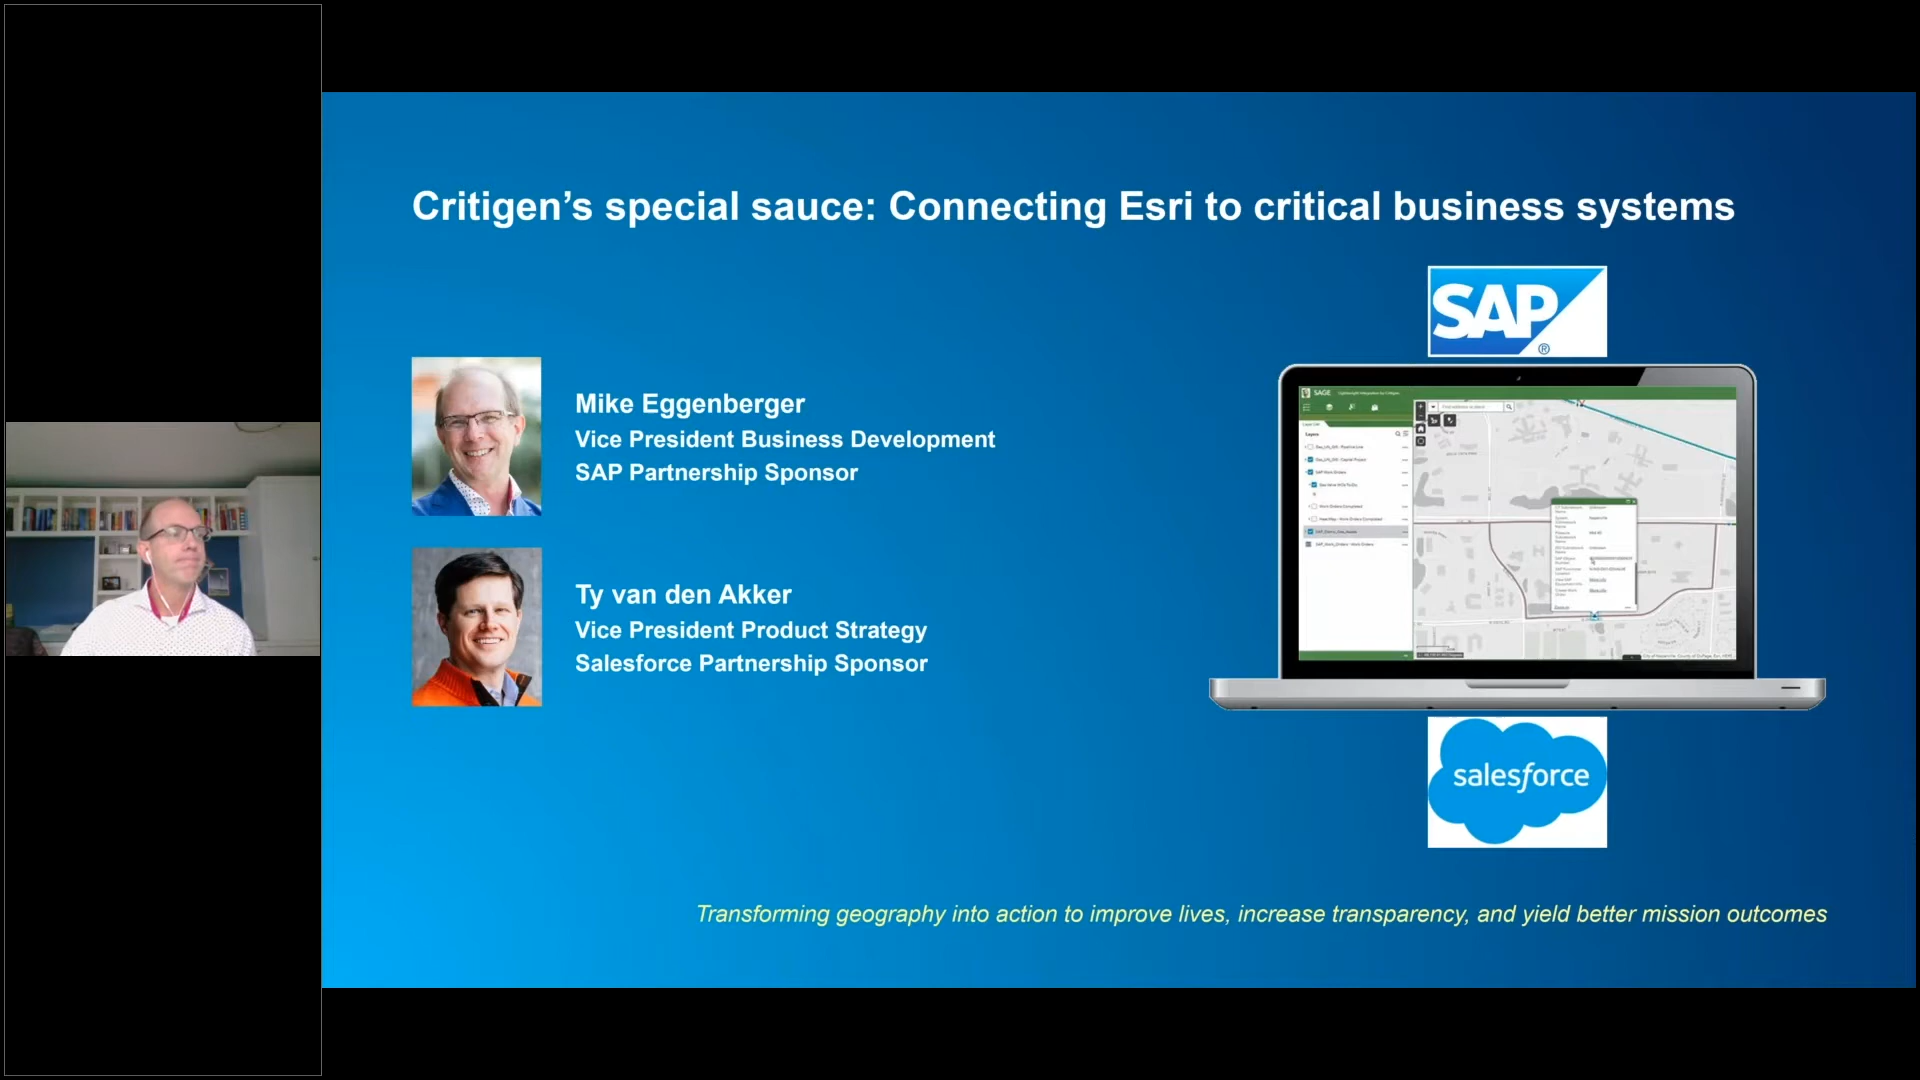 Critigen’s special sauce: Connecting Esri to critical business systems
SAP
®
Mike Eggenberger
Vice President Business Development
SAP Partnership Sponsor
SAGE
Layers
Ty van den Akker
Vice President Product Strategy
Salesforce Partnership Sponsor
salesforce
Transforming geography into action to improve lives, increase transparency, and yield better mission outcomes